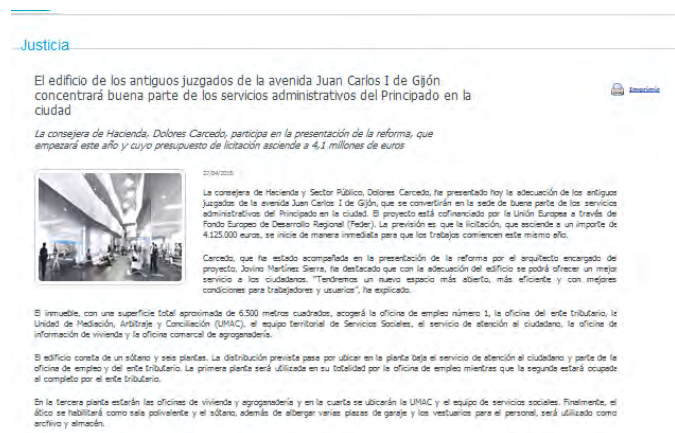 Justicia
El edificio de los antiguos juzgados de la avenida Juan Carlos I de Gijón
concentrará buena parte de los servicios administrativos del Principado en la
ciudad
Imprimir
La consejera de Hacienda, Dolores Carcedo, participa en la presentación de la reforma, que
empezará este año y cuyo presupuesto de licitación asciende a 4,1 millones de euros
La consejera de Hacienda y Sector Público, Dolores Carcedo, ha presentado hoy la adecuación de los antiguos
juzgados de la avenida Juan Carlos I de Gijón, que se convertirán en la sede de buena parte de los servicios
administrativos del Principado en la ciudad. El proyecto está cofinanciado por la Unión Europea a través del
Fondo Europeo de Desarrollo Regional (Feder). La previsión es que la licitación, que asciende a un importe de
4.125.000 euros, se inicie de manera inmediata para que los trabajos comiencen este mismo año.
Carcedo, que ha estado acompañada en la presentación de la reforma por el arquitecto encargado del
proyecto, Jovino Martínez Sierra, ha destacado que con la adecuación del edificio se podrá ofrecer un mejor
servicio a los ciudadanos. "Tendremos un nuevo espacio más abierto, más eficiente y con mejores
condiciones para trabajadores y usuarios", ha explicado.
El inmueble, con una superficie total aproximada de 6.500 metros cuadrados, acogerá la oficina de empleo número 1, la oficina del ente tributario, la
Unidad de Mediación, Arbitraje y Conciliación (UMAC), el equipo territorial de Servicios Sociales, el servicio de atención al ciudadano, la oficina de
información de vivienda y la oficina comarcal de agroganadería.
El edificio consta de un sótano y seis plantas. La distribución prevista pasa por ubicar en la planta baja el servicio de atención al ciudadano y parte de la
oficina de empleo y del ente tributario. La primera planta será utilizada en su totalidad por la oficina de empleo mientras que la segunda estará ocupada
al completo por el ente tributario.
En la tercera planta estarán las oficinas de vivienda y agroganadería y en la cuarta se ubicarán la UMAC y el equipo de servicios sociales. Finalmente, el
ático se habilitará como sala polivalente y el sótano, además de albergar varias plazas de garaje y los vestuarios para el personal, será utilizado como
archivo y almacén.